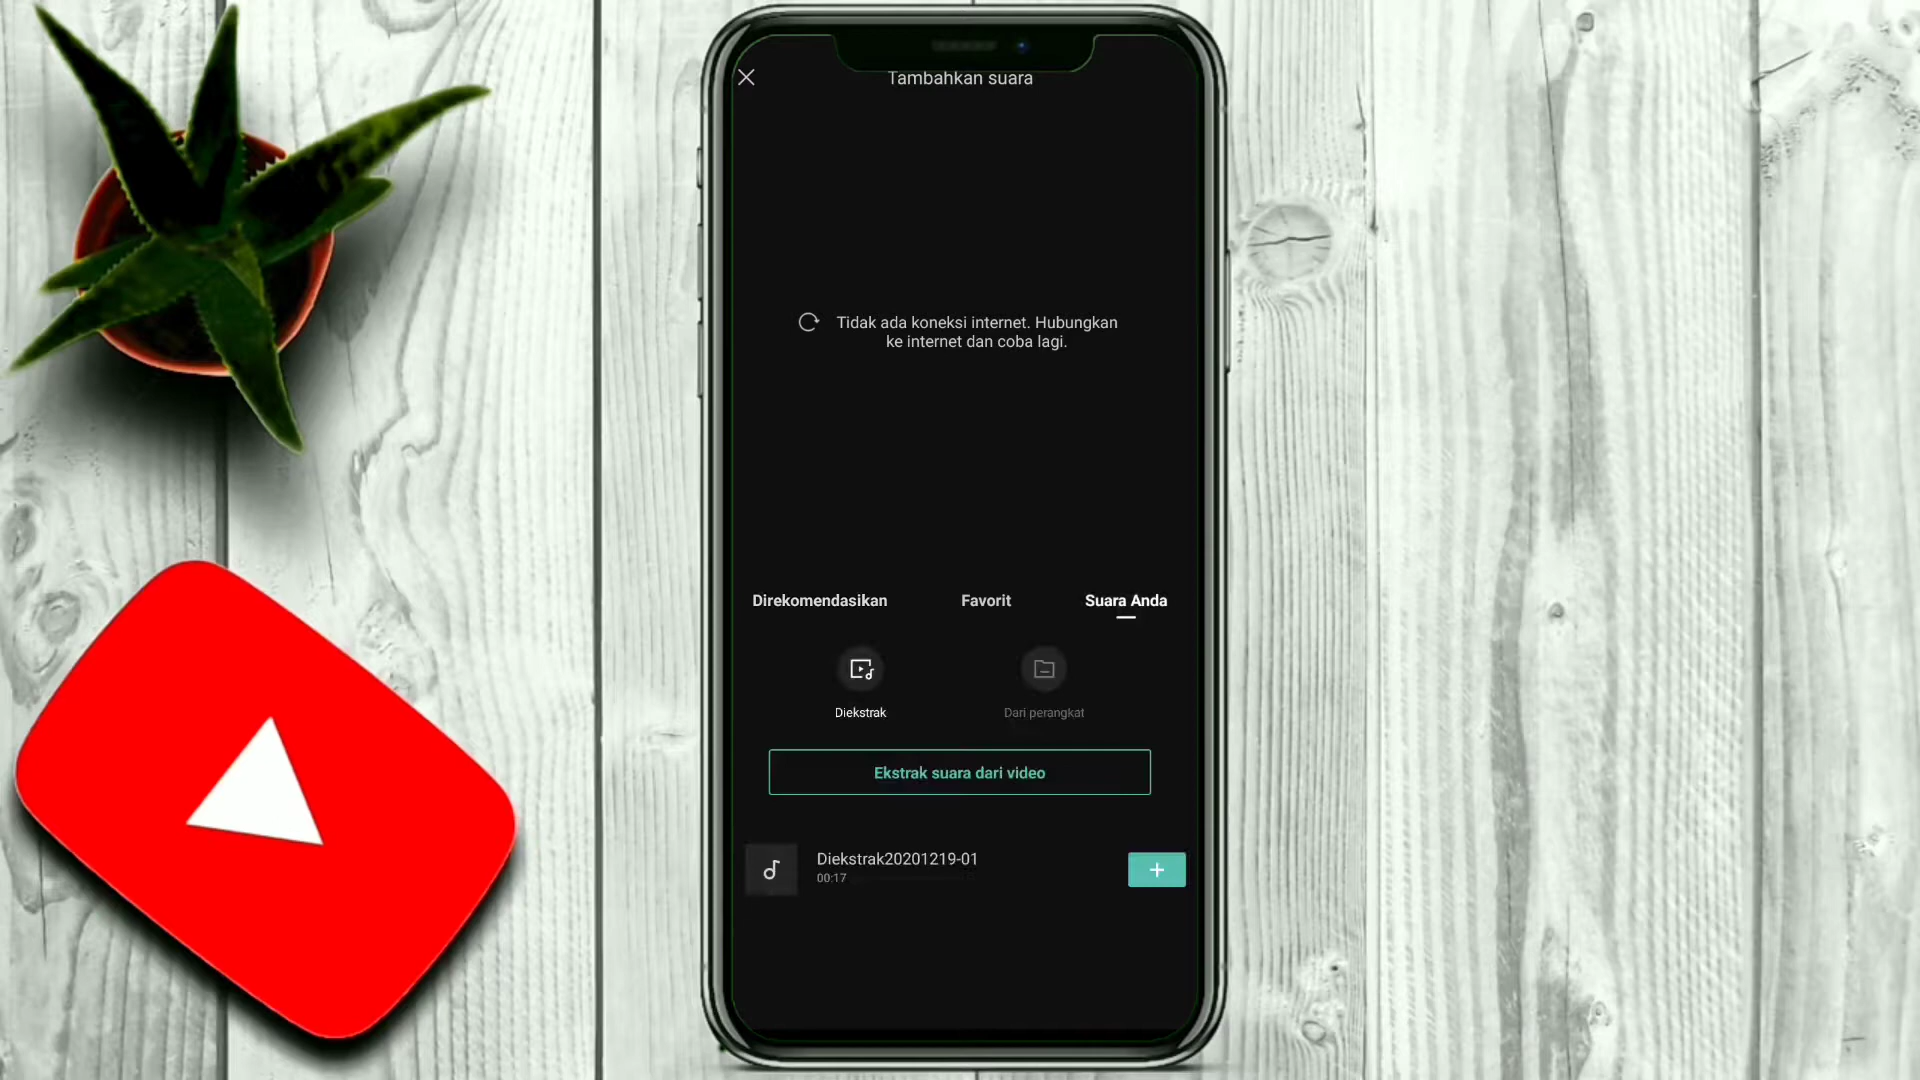 Tambahkan suara
Tidak ada koneksi internet. Hubungkan
ke internet dan coba lagi.
Direkomendasikan
Favorit
Suara Anda
Diekstrak
Dari perangkat
Ekstrak suara dari video
Diekstrak20201219-01
00:17